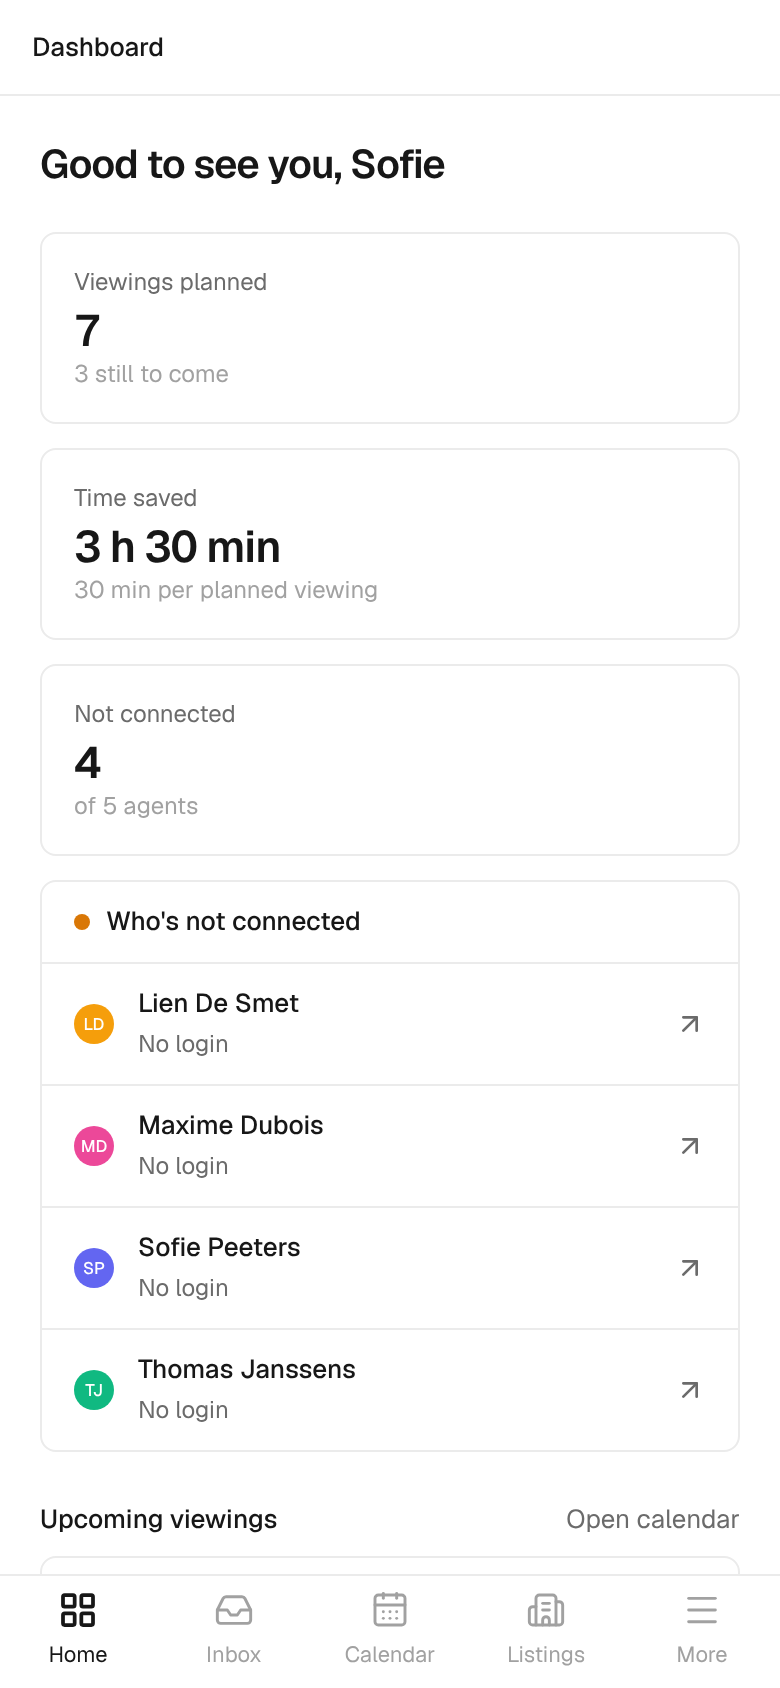 Dashboard
Good to see you, Sofie
Viewings planned
7
3 still to come
Time saved
3 h 30 min
30 min per planned viewing
Not connected
4
of 5 agents
Who's not connected
LD
Lien De Smet
No login
MD
Maxime Dubois
No login
SP
Sofie Peeters
No login
TJ
Thomas Janssens
No login
Upcoming viewings
Open calendar
Home
Inbox
Calendar
Listings
More